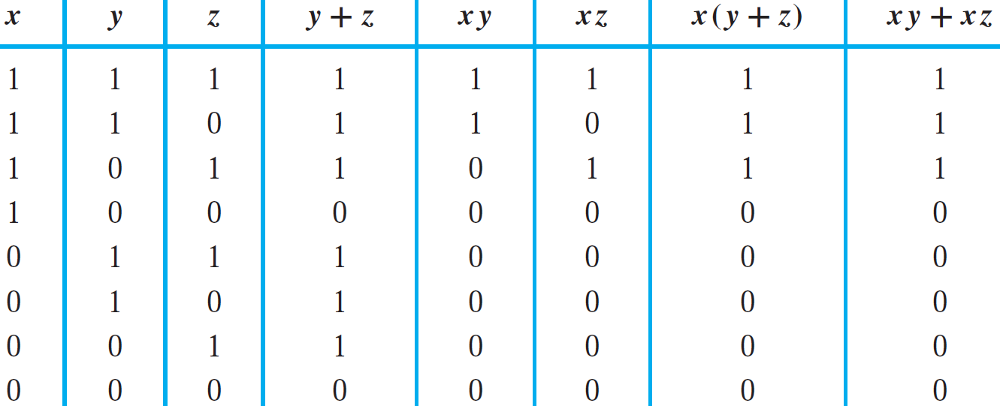 x y z y + z xy xz x(y + z) xy + xz
1 1 1 1 1 1 1 1
1 1 0 1 1 0 1 1
1 0 1 1 0 1 1 1
1 0 0 0 0 0 0 0
0 1 1 1 0 0 0 0
0 1 0 1 0 0 0 0
0 0 1 1 0 0 0 0
0 0 0 0 0 0 0 0